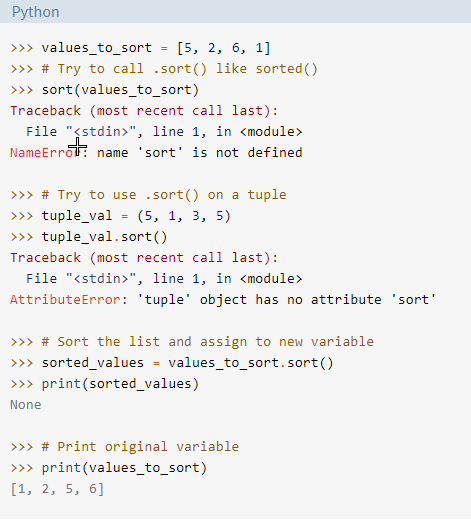 Python
>>> values_to_sort = [5, 2, 6, 1]
>>> # Try to call .sort() like sorted()
>>> sort(values_to_sort)
Traceback (most recent call last):
  File "<stdin>", line 1, in <module>
NameError: name 'sort' is not defined
>>> # Try to use .sort() on a tuple
>>> tuple_val = (5, 1, 3, 5)
>>> tuple_val.sort()
Traceback (most recent call last):
  File "<stdin>", line 1, in <module>
AttributeError: 'tuple' object has no attribute 'sort'
>>> # Sort the list and assign to new variable
>>> sorted_values = values_to_sort.sort()
>>> print(sorted_values)
None
>>> # Print original variable
>>> print(values_to_sort)
[1, 2, 5, 6]